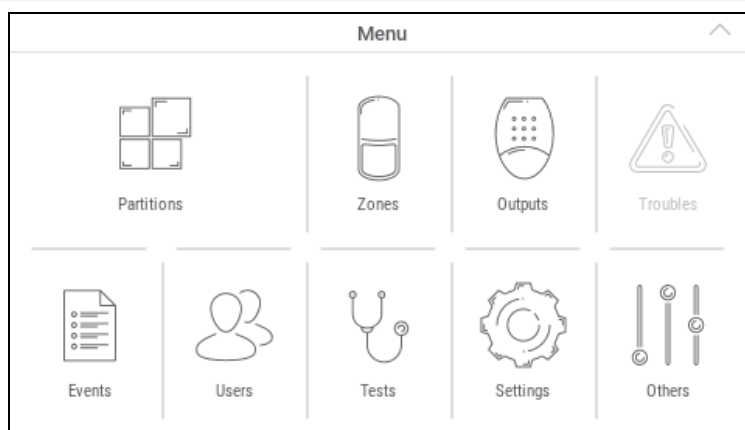 Menu
Partitions
Zones
Outputs
Troubles
Events
Users
Tests
Settings
Others